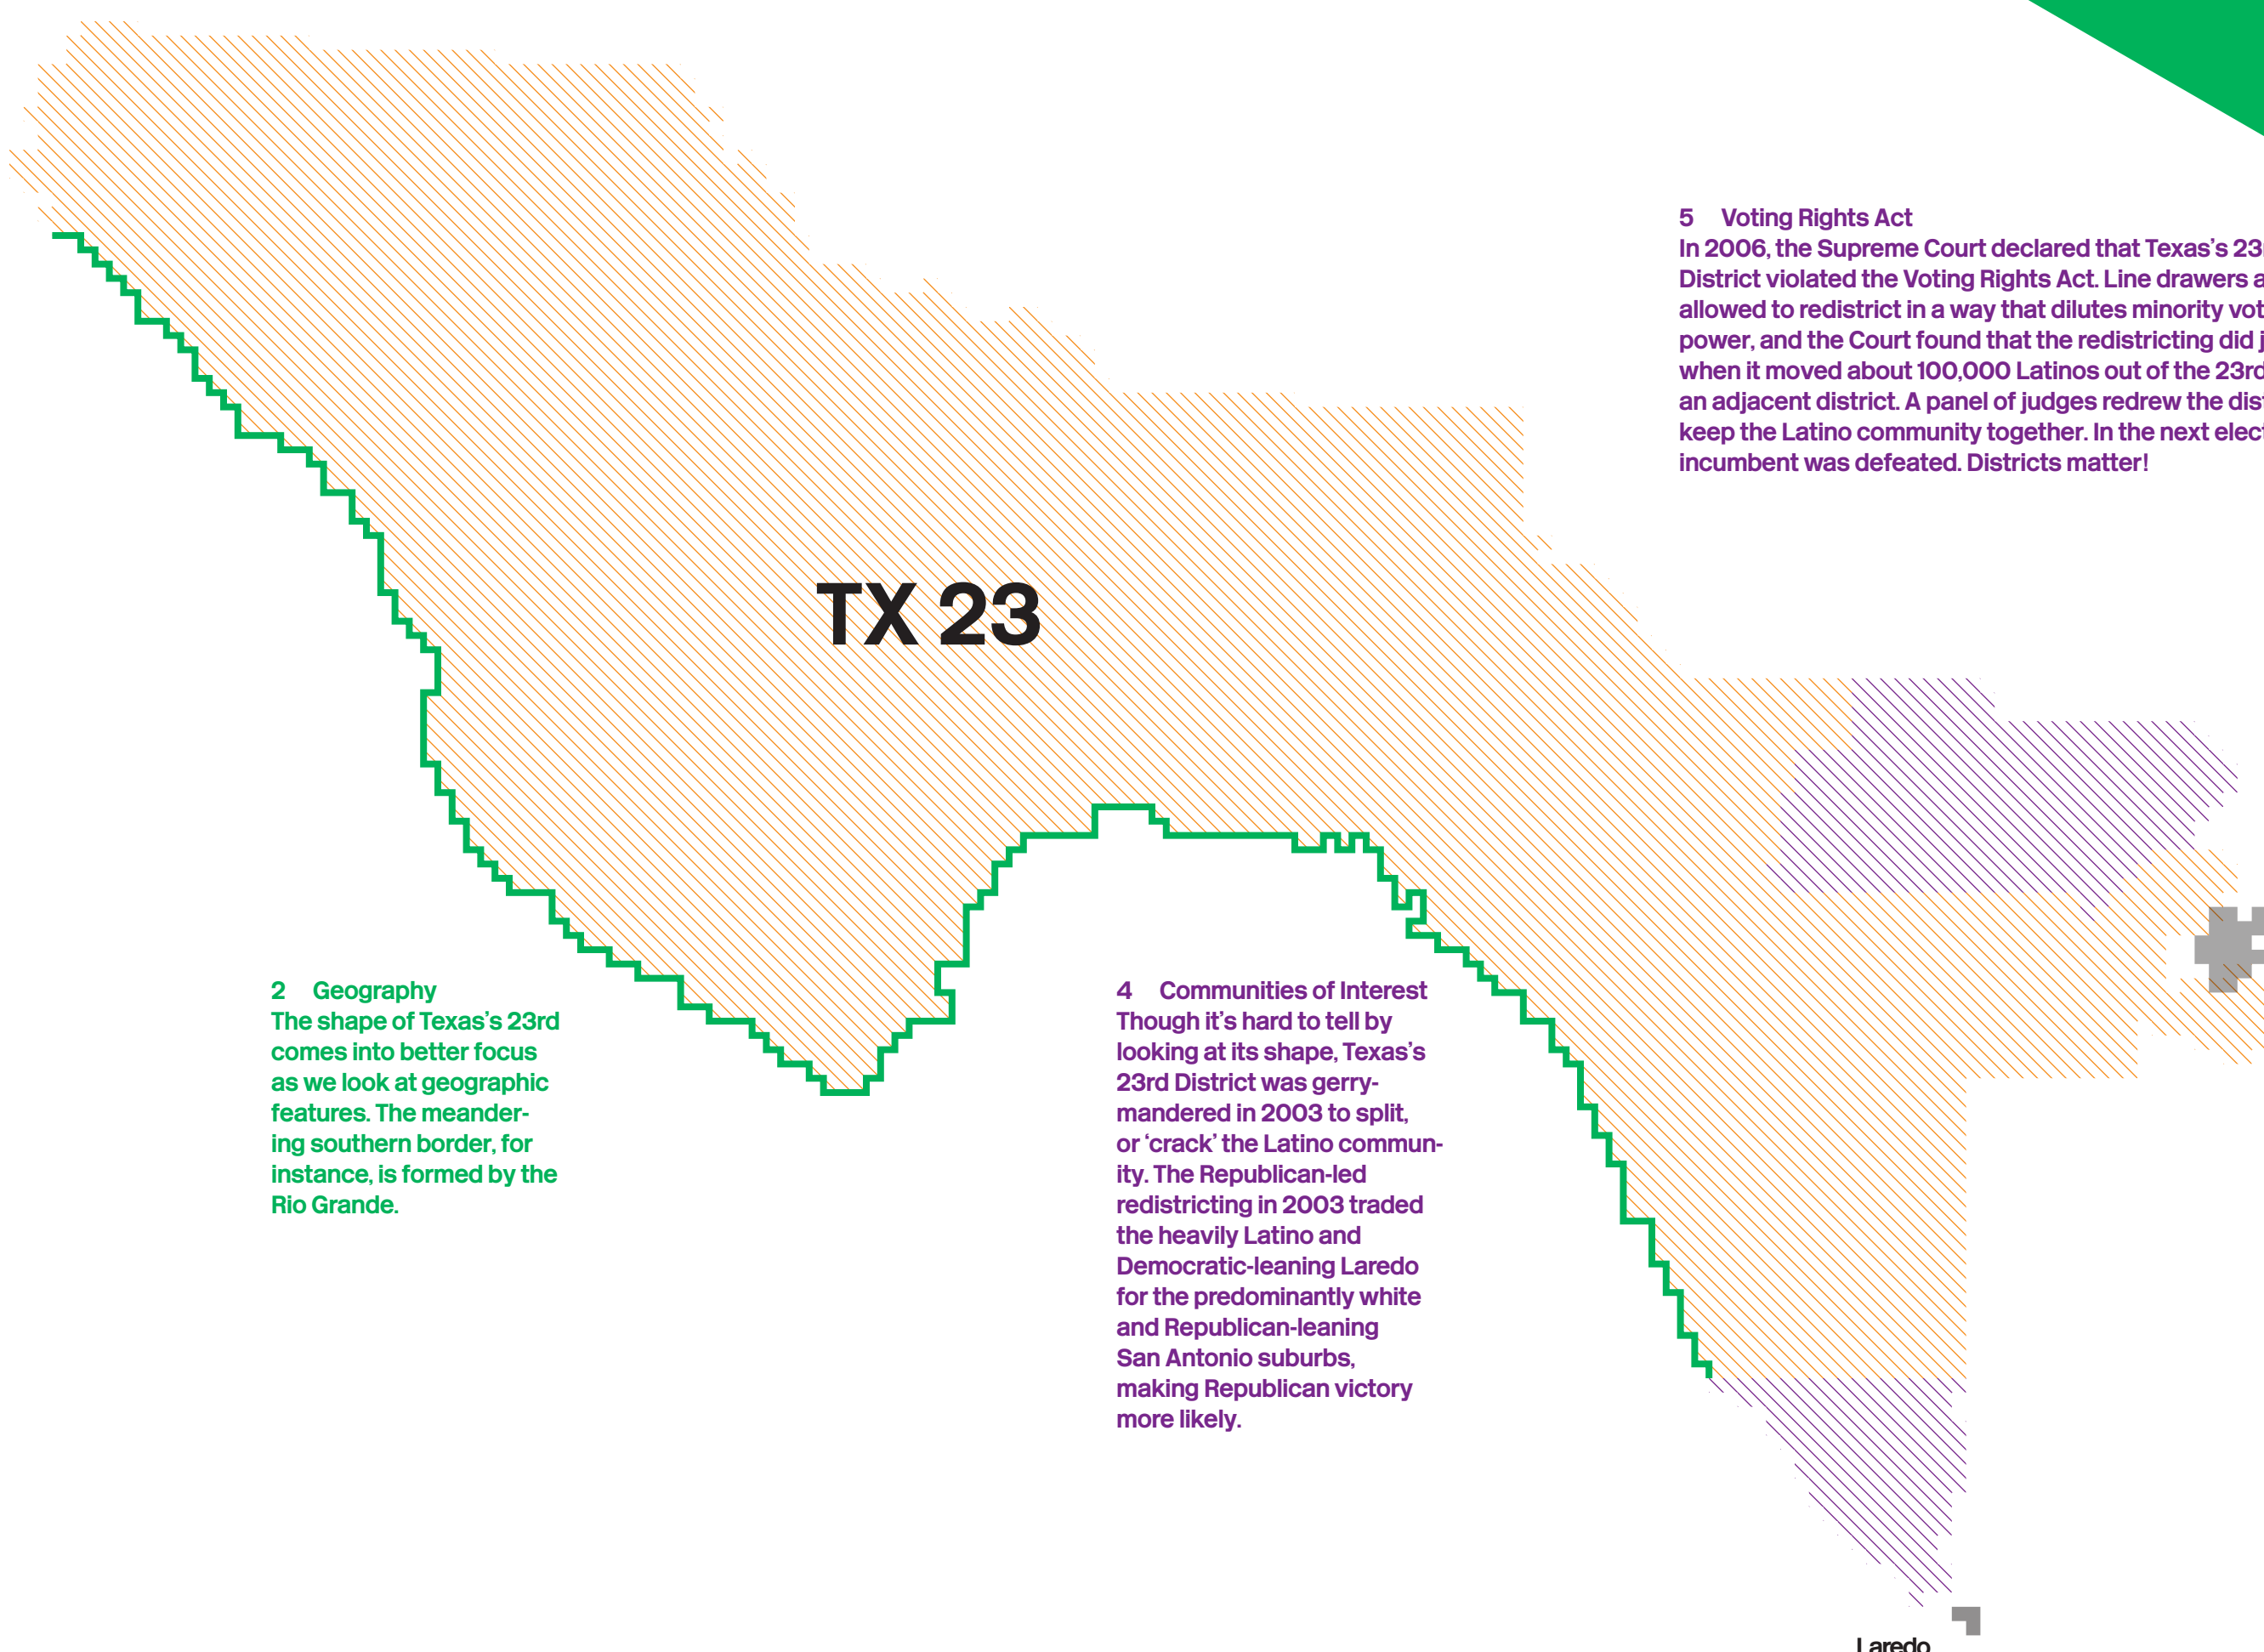 5 Voting Rights Act
In 2006, the Supreme Court declared that Texas’s
District violated the Voting Rights Act. Line drawers
allowed to redistrict in a way that dilutes minority
power, and the Court found that the redistricting did
when it moved about 100,000 Latinos out of the 23rd
an adjacent district. A panel of judges redrew the
keep the Latino community together. In the next
incumbent was defeated. Districts matter!
TX 23
2 Geography
The shape of Texas’s 23rd
comes into better focus
as we look at geographic
features. The meander-
ing southern border, for
instance, is formed by the
Rio Grande.
4 Communities of Interest
Though it’s hard to tell by
looking at its shape, Texas’s
23rd District was gerry-
mandered in 2003 to split,
or ‘crack’ the Latino commun-
ity. The Republican-led
redistricting in 2003 traded
the heavily Latino and
Democratic-leaning Laredo
for the predominantly white
and Republican-leaning
San Antonio suburbs,
making Republican victory
more likely.
Laredo